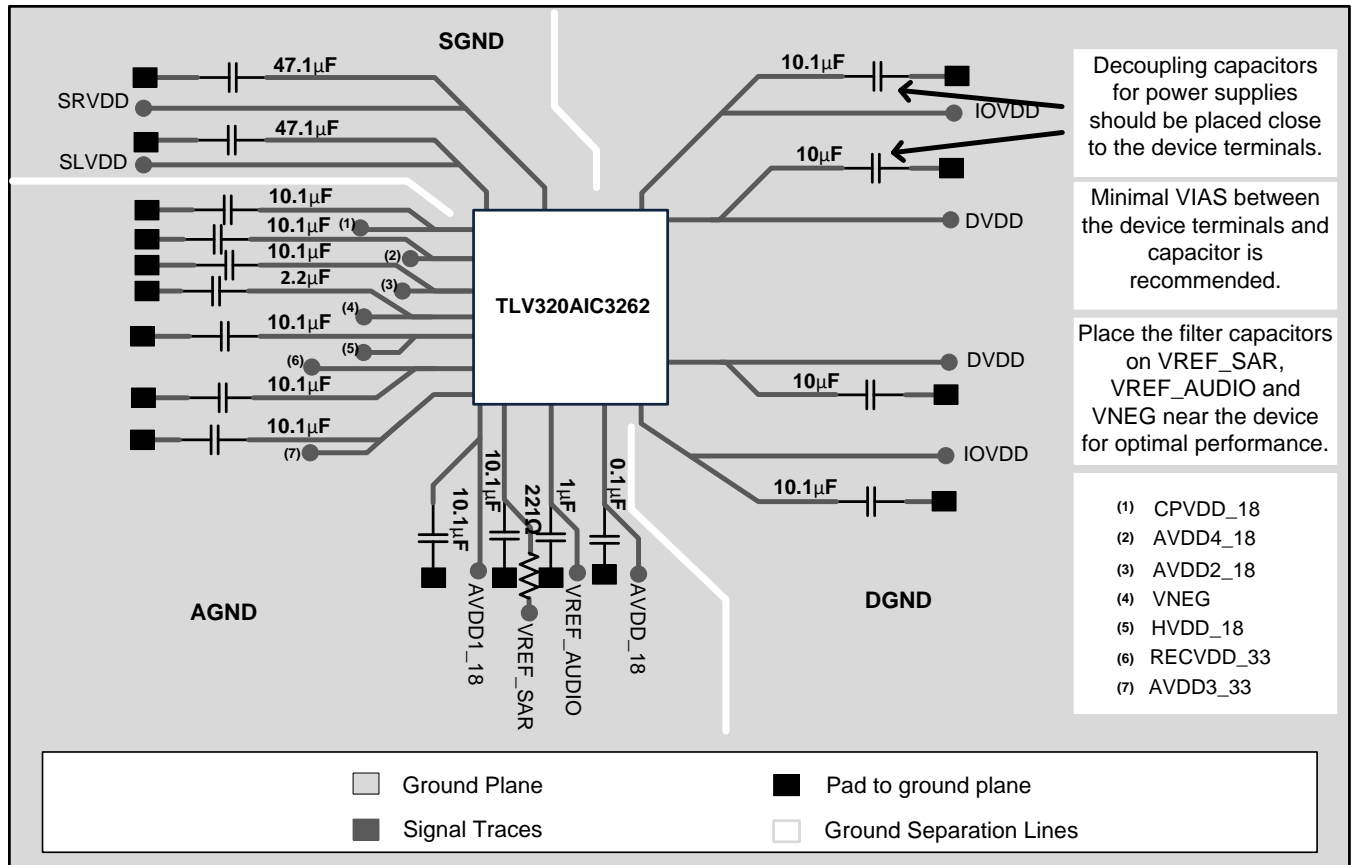 SGND
47.1μF
SRVDD
47.1μF
SLVDD
10.1μF
(1)
10.1μF
(2)
10.1μF
(3)
2.2μF
(4)
10.1μF
(5)
(6)
10.1μF
10.1μF
(7)
TLV320AIC3262
10.1μF
IOVDD
10μF
DVDD
DVDD
10μF
IOVDD
10.1μF
10.1μF
10.1μF
221Ω
1μF
0.1μF
AVDD1_18
VREF_SAR
VREF_AUDIO
AVDD_18
AGND
DGND
Decoupling capacitors
for power supplies
should be placed close
to the device terminals.
Minimal VIAS between
the device terminals and
capacitor is
recommended.
Place the filter capacitors
on VREF_SAR,
VREF_AUDIO and
VNEG near the device
for optimal performance.
(1) CPVDD_18
(2) AVDD4_18
(3) AVDD2_18
(4) VNEG
(5) HVDD_18
(6) RECVDD_33
(7) AVDD3_33
Ground Plane
Pad to ground plane
Signal Traces
Ground Separation Lines